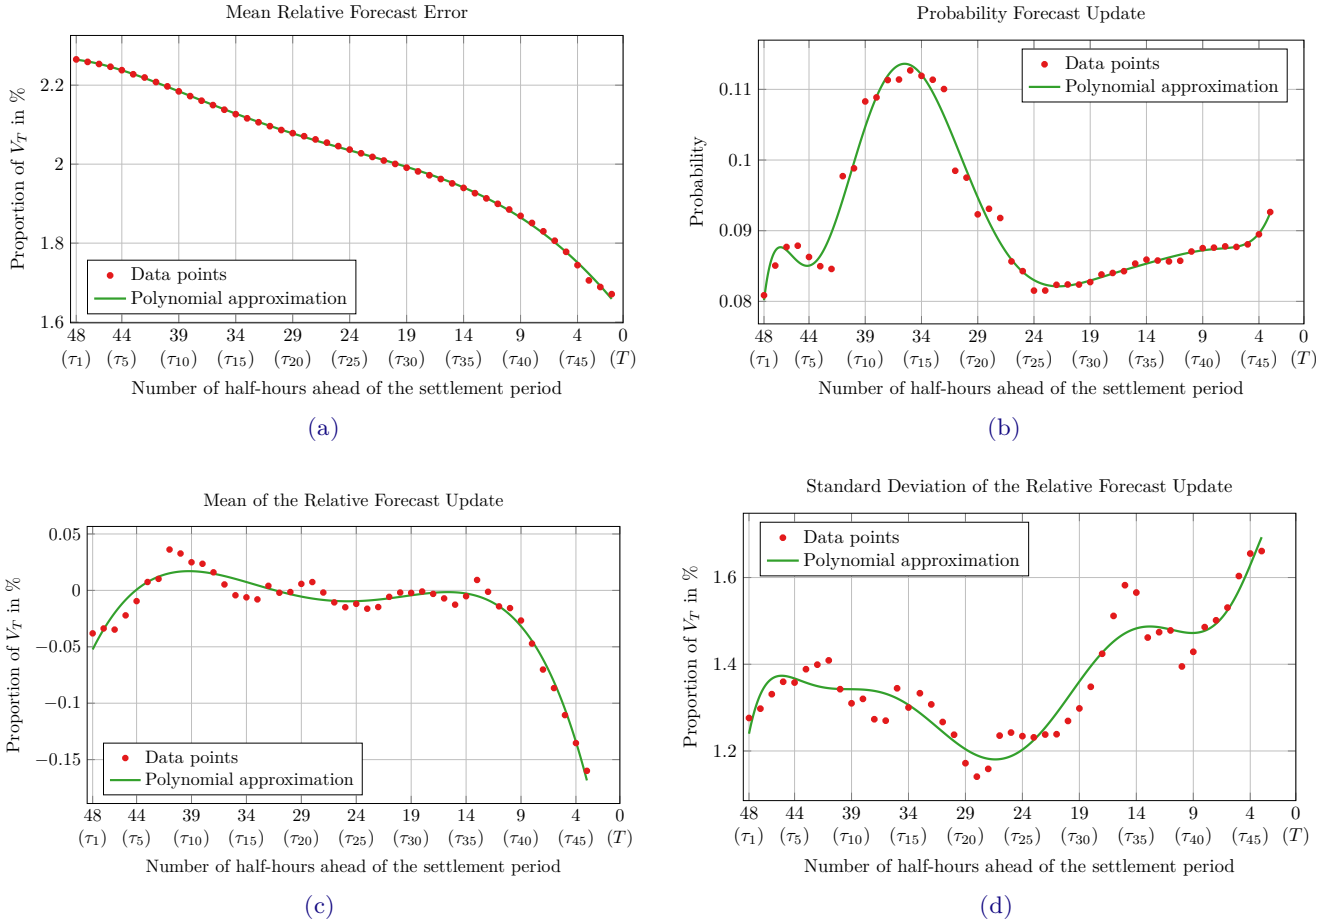 Mean Relative Forecast Error
Proportion of V_T in %
2.2
2
1.8
1.6
Data points
Polynomial approximation
48 44 39 34 29 24 19 14 9 4 0
(τ1) (τ5) (τ10) (τ15) (τ20) (τ25) (τ30) (τ35) (τ40) (τ45) (T)
Number of half-hours ahead of the settlement period
(a)
Probability Forecast Update
Probability
0.11
0.1
0.09
0.08
Data points
Polynomial approximation
48 44 39 34 29 24 19 14 9 4 0
(τ1) (τ5) (τ10) (τ15) (τ20) (τ25) (τ30) (τ35) (τ40) (τ45) (T)
Number of half-hours ahead of the settlement period
(b)
Mean of the Relative Forecast Update
Proportion of V_T in %
0.05
0
−0.05
−0.1
−0.15
Data points
Polynomial approximation
48 44 39 34 29 24 19 14 9 4 0
(τ1) (τ5) (τ10) (τ15) (τ20) (τ25) (τ30) (τ35) (τ40) (τ45) (T)
Number of half-hours ahead of the settlement period
(c)
Standard Deviation of the Relative Forecast Update
Proportion of V_T in %
1.6
1.4
1.2
Data points
Polynomial approximation
48 44 39 34 29 24 19 14 9 4 0
(τ1) (τ5) (τ10) (τ15) (τ20) (τ25) (τ30) (τ35) (τ40) (τ45) (T)
Number of half-hours ahead of the settlement period
(d)